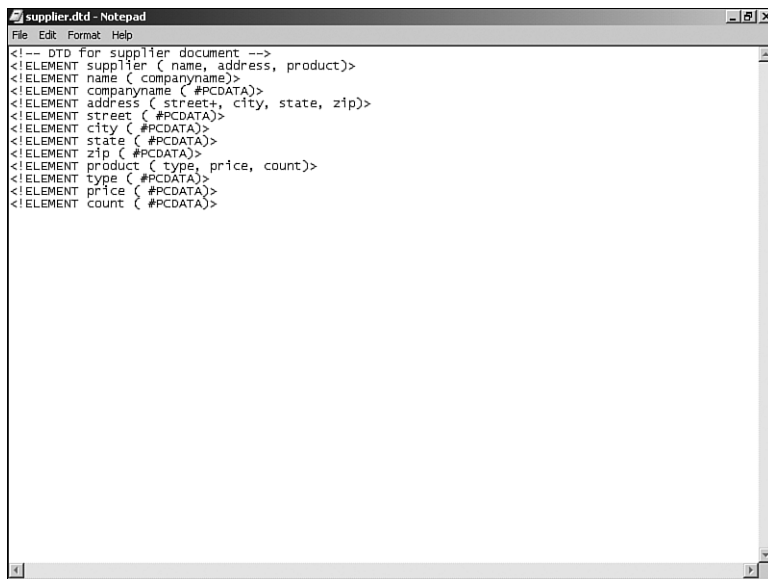 supplier.dtd - Notepad
File Edit Format Help
<!-- DTD for supplier document -->
<!ELEMENT supplier ( name, address, product)>
<!ELEMENT name ( companyname)>
<!ELEMENT companyname ( #PCDATA)>
<!ELEMENT address ( street+, city, state, zip)>
<!ELEMENT street ( #PCDATA)>
<!ELEMENT city ( #PCDATA)>
<!ELEMENT state ( #PCDATA)>
<!ELEMENT zip ( #PCDATA)>
<!ELEMENT product ( type, price, count)>
<!ELEMENT type ( #PCDATA)>
<!ELEMENT price ( #PCDATA)>
<!ELEMENT count ( #PCDATA)>